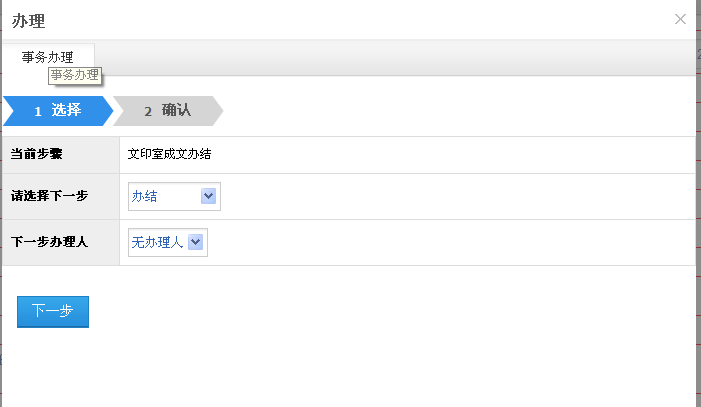 办理
事务办理
事务办理
1 选择 2 确认
当前步骤 文印室成文办结
请选择下一步 办结
下一步办理人 无办理人
下一步